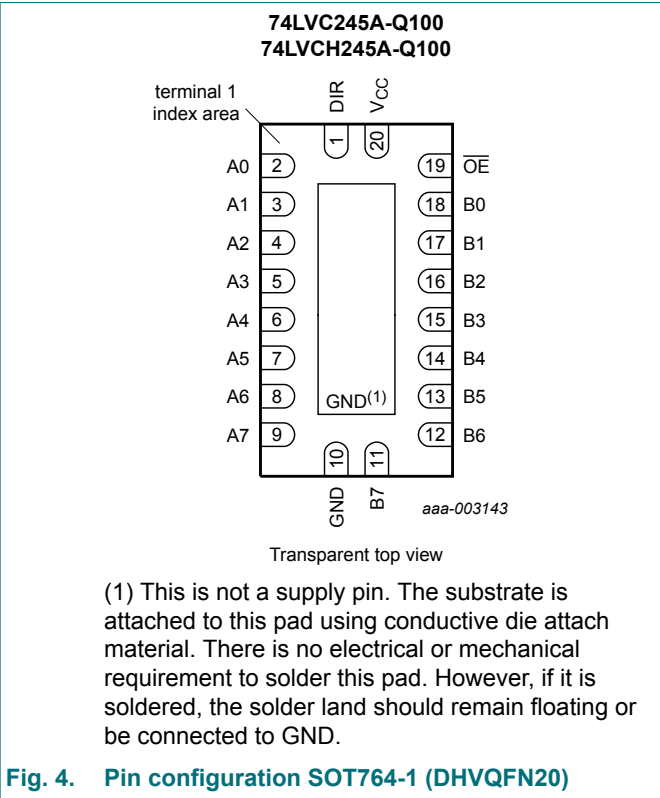 74LVC245A-Q100
74LVCH245A-Q100
terminal 1
index area
DIR
VCC
1
20
A0 2 19 OE
A1 3 18 B0
A2 4 17 B1
A3 5 16 B2
A4 6 15 B3
A5 7 14 B4
A6 8 GND(1) 13 B5
A7 9 12 B6
10
11
GND
B7
aaa-003143
Transparent top view
(1) This is not a supply pin. The substrate is
attached to this pad using conductive die attach
material. There is no electrical or mechanical
requirement to solder this pad. However, if it is
soldered, the solder land should remain floating or
be connected to GND.
Fig. 4. Pin configuration SOT764-1 (DHVQFN20)